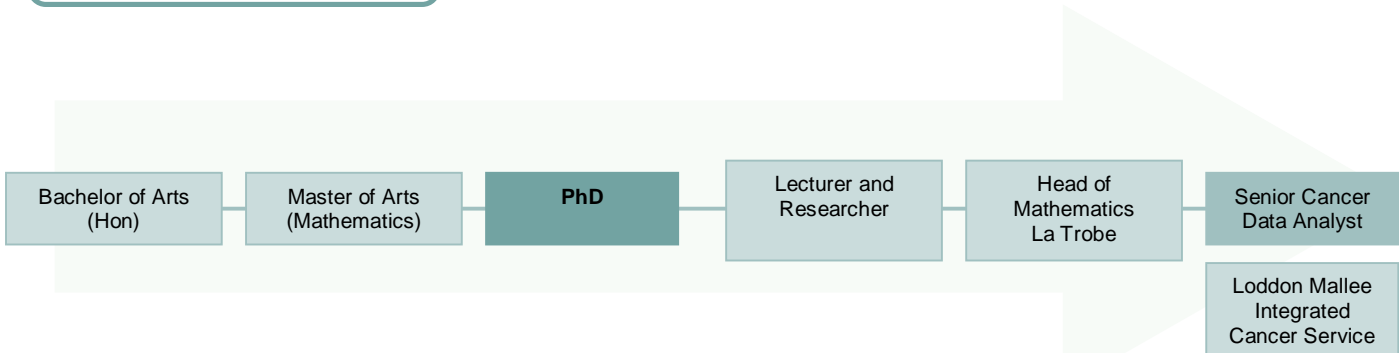 Bachelor of Arts
(Hon)
Master of Arts
(Mathematics)
PhD
Lecturer and
Researcher
Head of
Mathematics
La Trobe
Senior Cancer
Data Analyst
Loddon Mallee
Integrated
Cancer Service